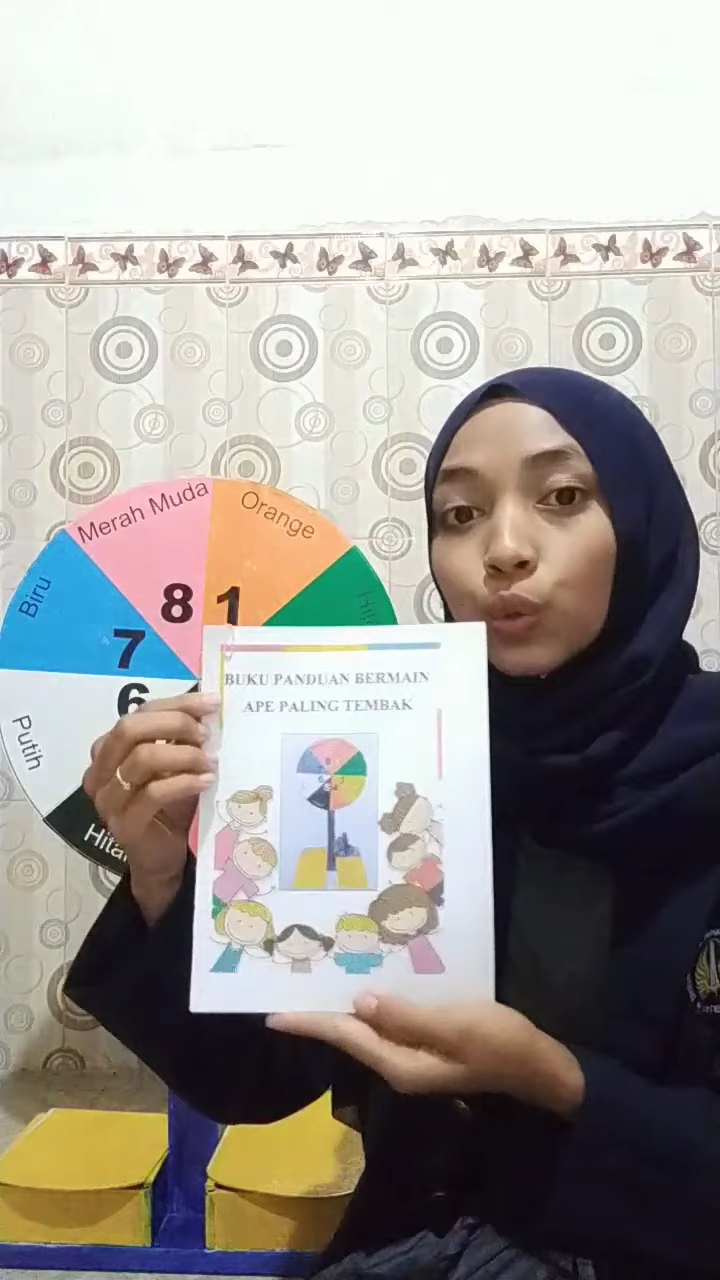 Merah Muda
Orange
Biru
8
1
7
6
Putih
BUKU PANDUAN BERMAIN
APE PALING TEMBAK